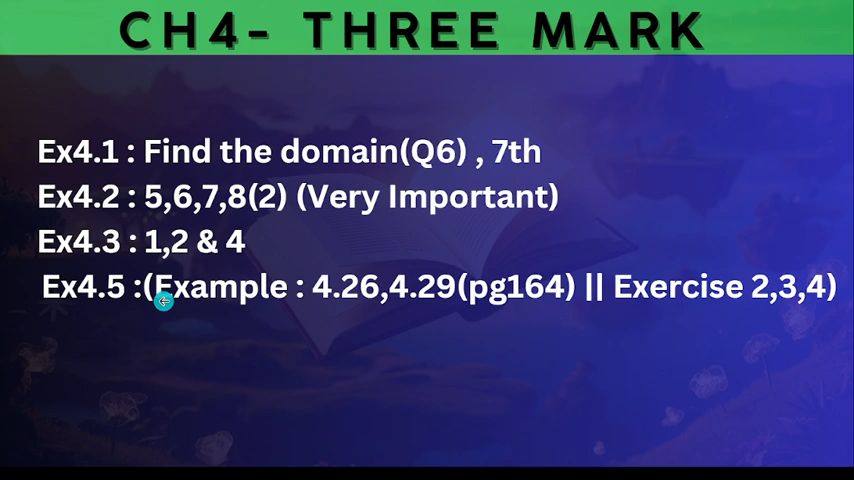 CH4- THREE MARK
Ex4.1 : Find the domain(Q6) , 7th
Ex4.2 : 5,6,7,8(2) (Very Important)
Ex4.3 : 1,2 & 4
Ex4.5 :(Example : 4.26,4.29(pg164) || Exercise 2,3,4)